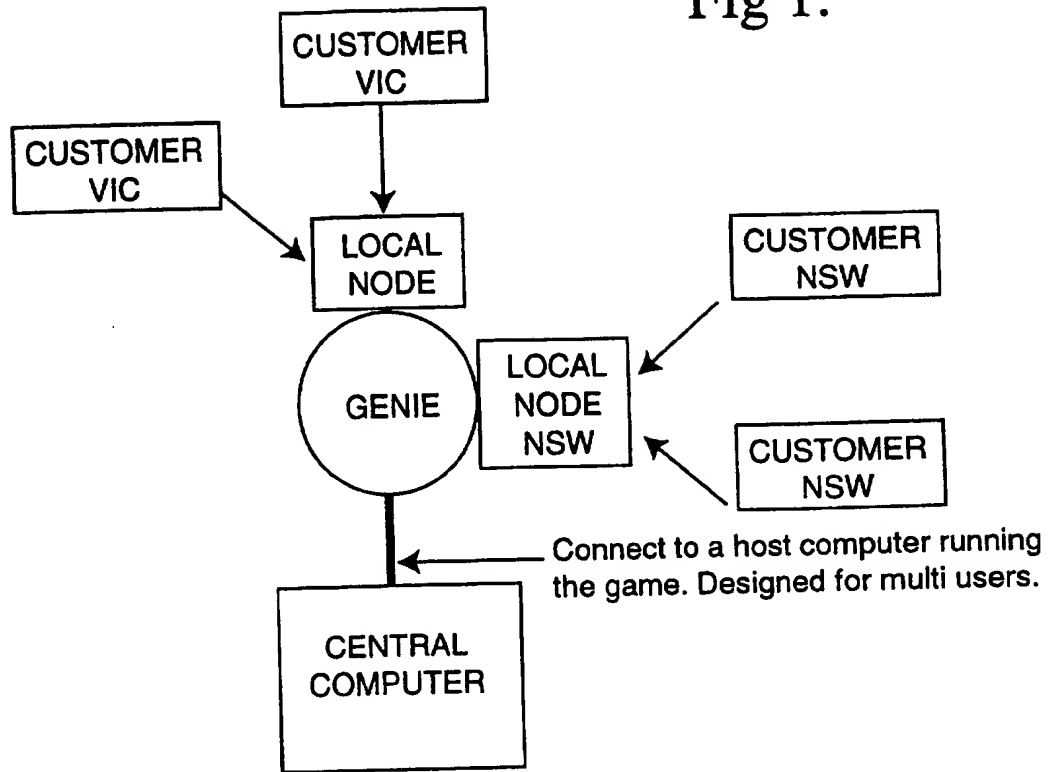 Fig 1.
CUSTOMER
VIC
CUSTOMER
VIC
LOCAL
NODE
CUSTOMER
NSW
LOCAL
NODE
NSW
GENIE
CUSTOMER
NSW
Connect to a host computer running
the game. Designed for multi users.
CENTRAL
COMPUTER